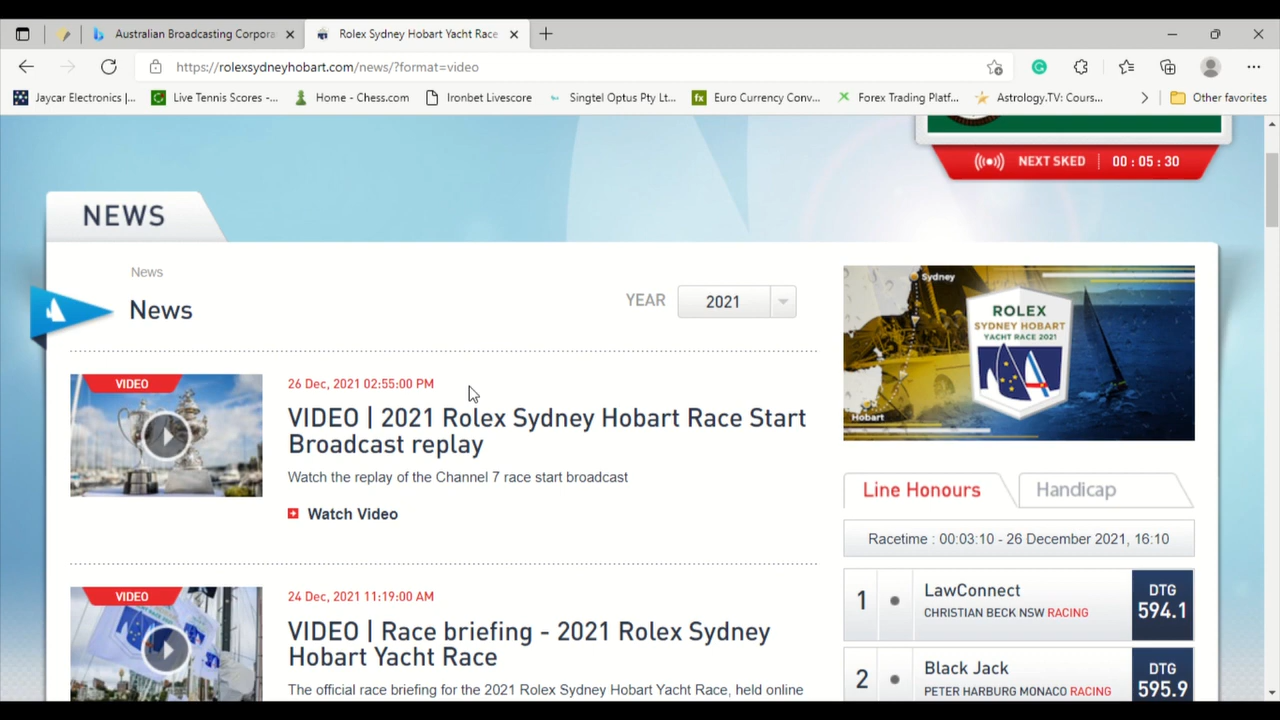 Australian Broadcasting Corpora
Rolex Sydney Hobart Yacht Race
https://rolexsydneyhobart.com/news/?format=video
Jaycar Electronics |...
Live Tennis Scores -...
Home - Chess.com
Ironbet Livescore
Singtel Optus Pty Lt...
fx
Euro Currency Conv...
Forex Trading Platf...
Astrology.TV: Cours...
Other favorites
NEXT SKED
00 : 05 : 30
NEWS
News
News
YEAR
2021
VIDEO
26 Dec, 2021 02:55:00 PM
VIDEO | 2021 Rolex Sydney Hobart Race Start
Broadcast replay
Watch the replay of the Channel 7 race start broadcast
Watch Video
VIDEO
24 Dec, 2021 11:19:00 AM
VIDEO | Race briefing - 2021 Rolex Sydney
Hobart Yacht Race
The official race briefing for the 2021 Rolex Sydney Hobart Yacht Race, held online
Sydney
ROLEX
SYDNEY HOBART
YACHT RACE 2021
Hobart
Line Honours
Handicap
Racetime : 00:03:10 - 26 December 2021, 16:10
1
LawConnect
CHRISTIAN BECK NSW RACING
DTG
594.1
2
Black Jack
PETER HARBURG MONACO RACING
DTG
595.9